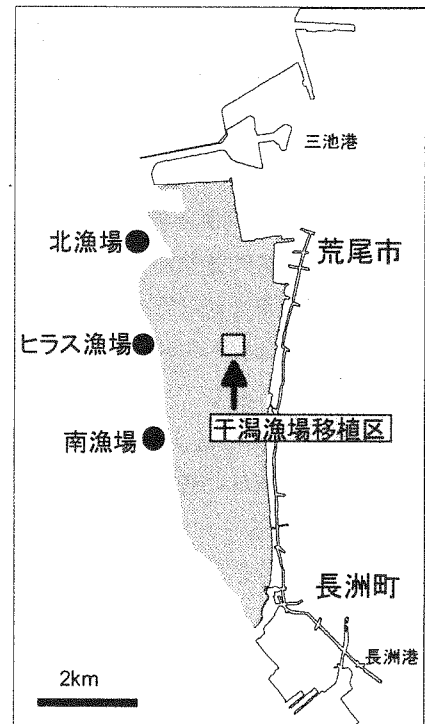 三池港
北漁場
荒尾市
ヒラス漁場
干潟漁場移植区
南漁場
長洲町
長洲港
2km